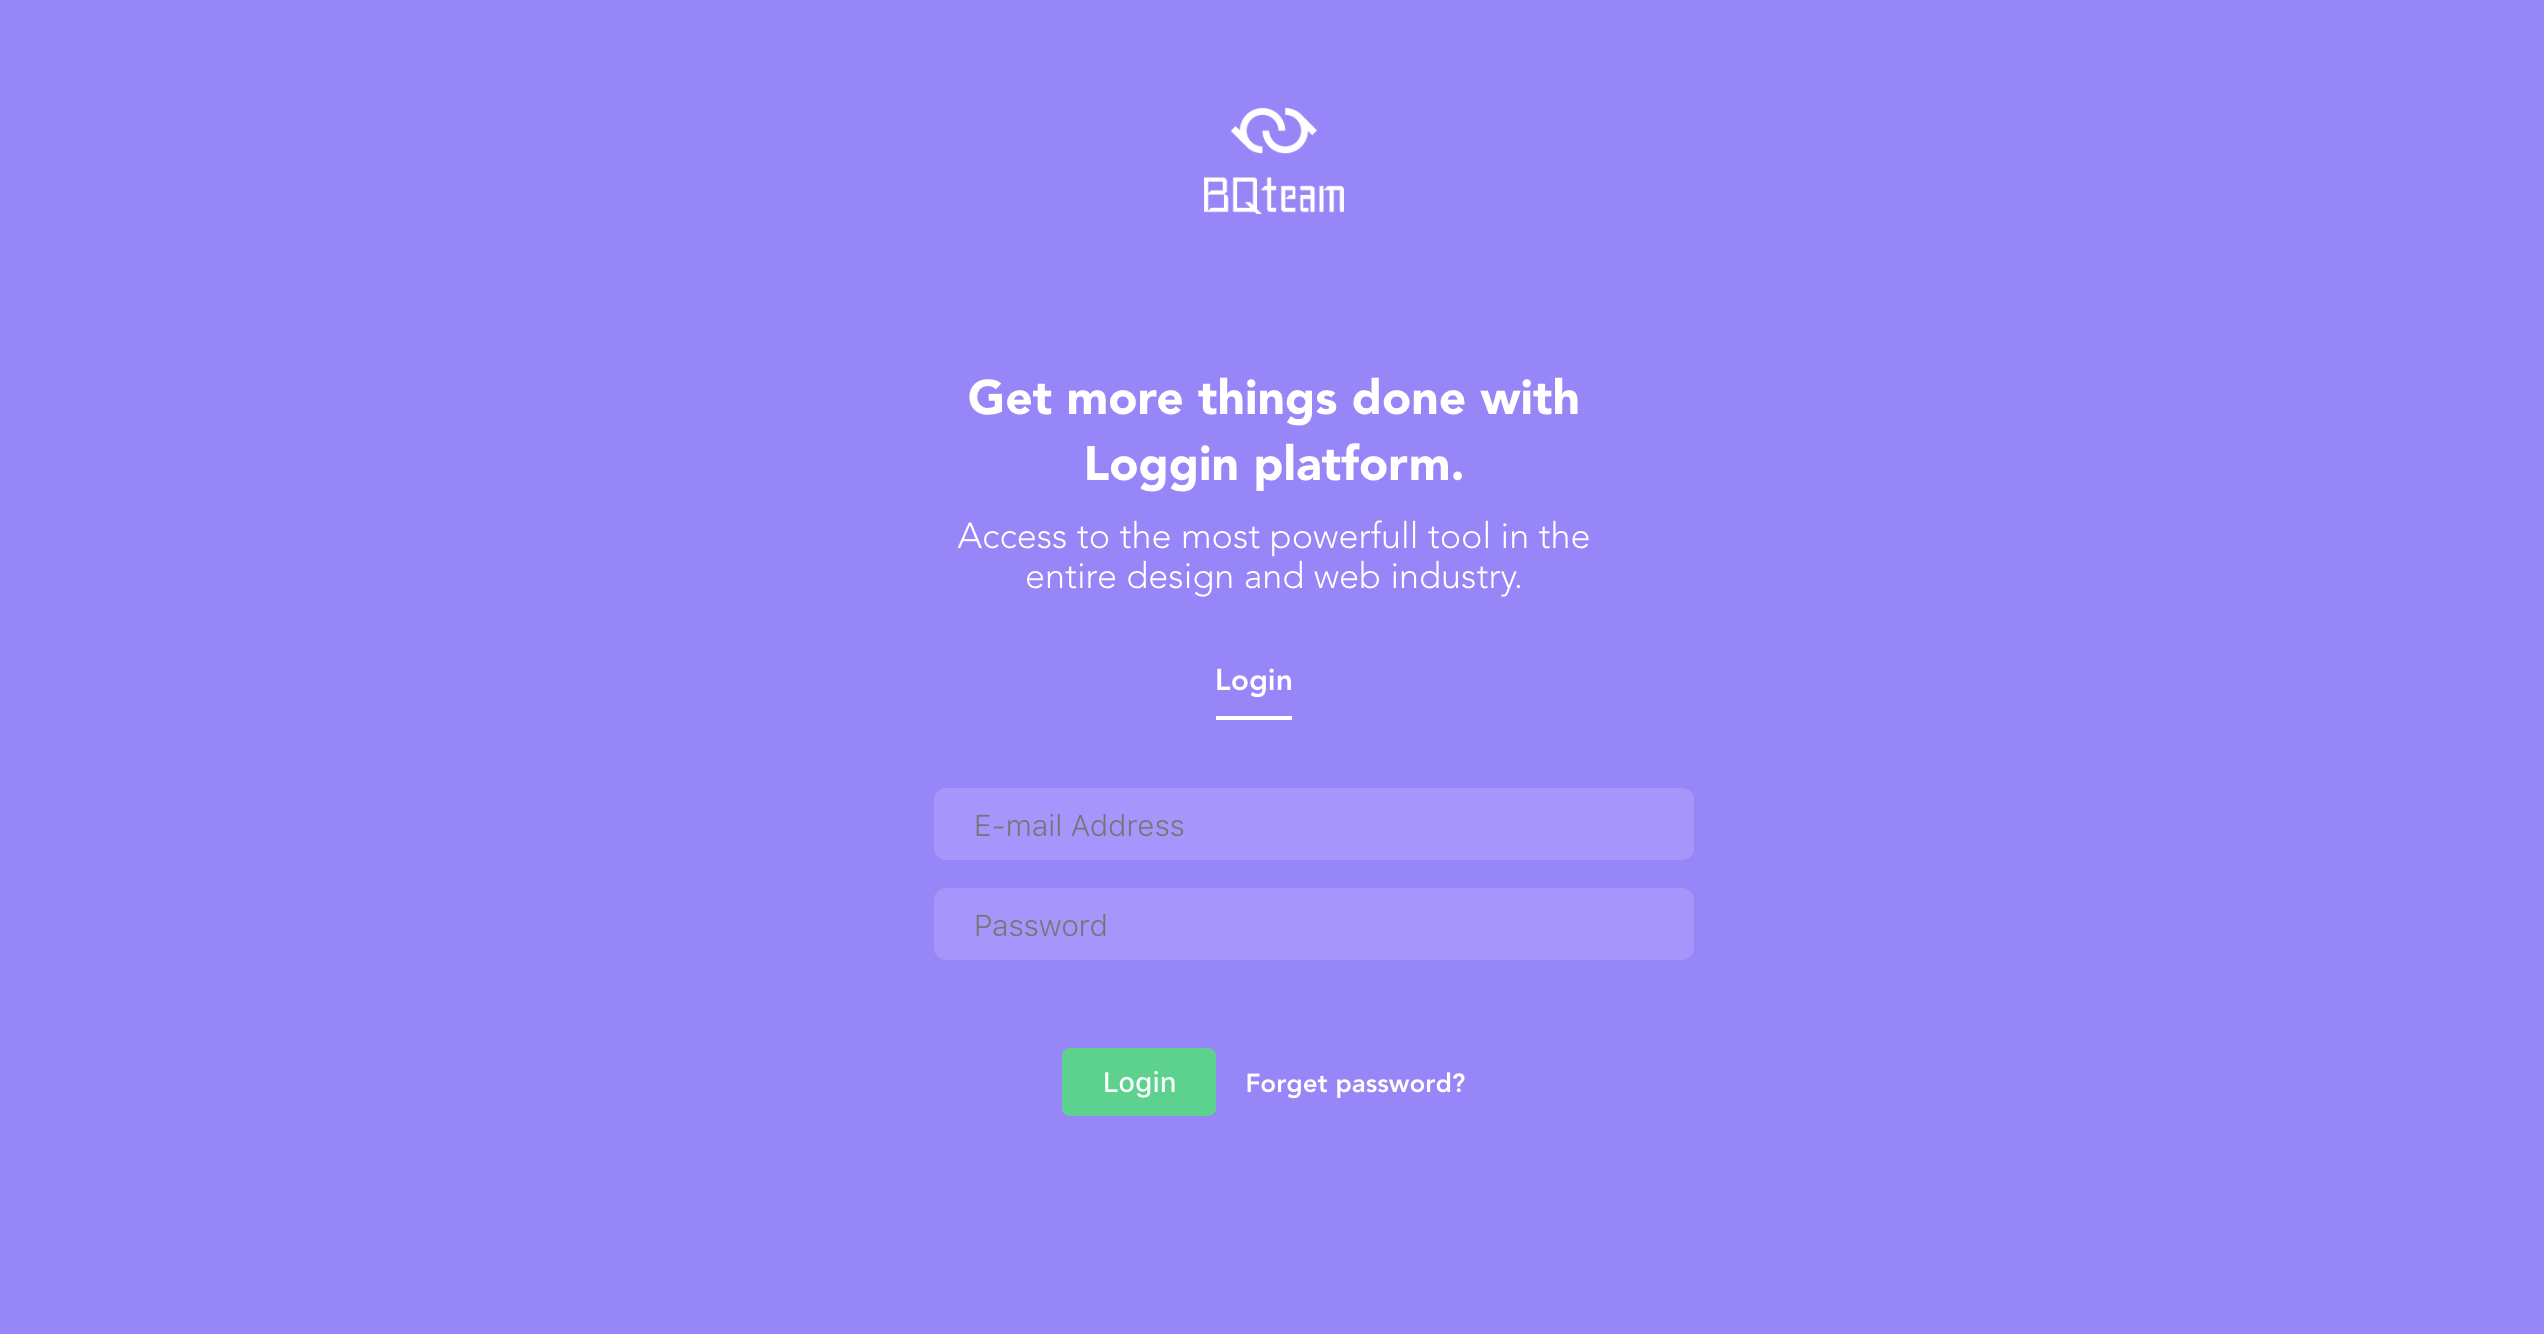 BQteam
Get more things done with
Loggin platform.
Access to the most powerfull tool in the
entire design and web industry.
Login
E-mail Address
Password
Login Forget password?